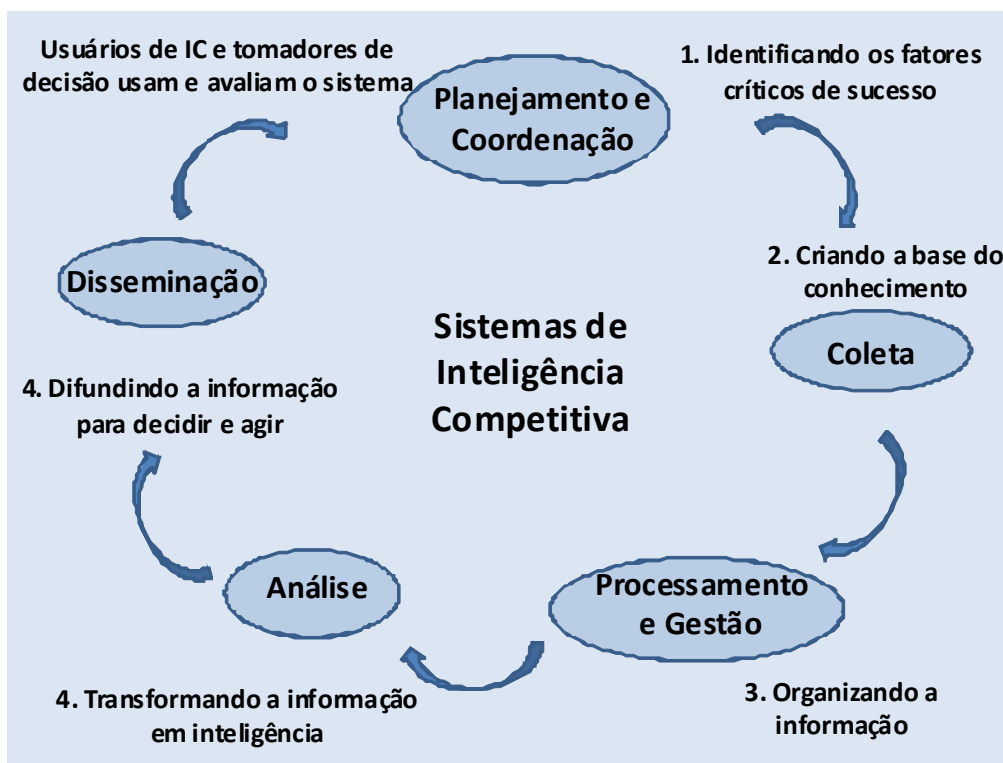 Usuários de IC e tomadores de
decisão usam e avaliam o sistema
Planejamento e
Coordenação
1. Identificando os fatores
críticos de sucesso
2. Criando a base do
conhecimento
Coleta
Disseminação
Sistemas de
Inteligência
Competitiva
4. Difundindo a informação
para decidir e agir
Análise
Processamento
e Gestão
4. Transformando a informação
em inteligência
3. Organizando a
informação